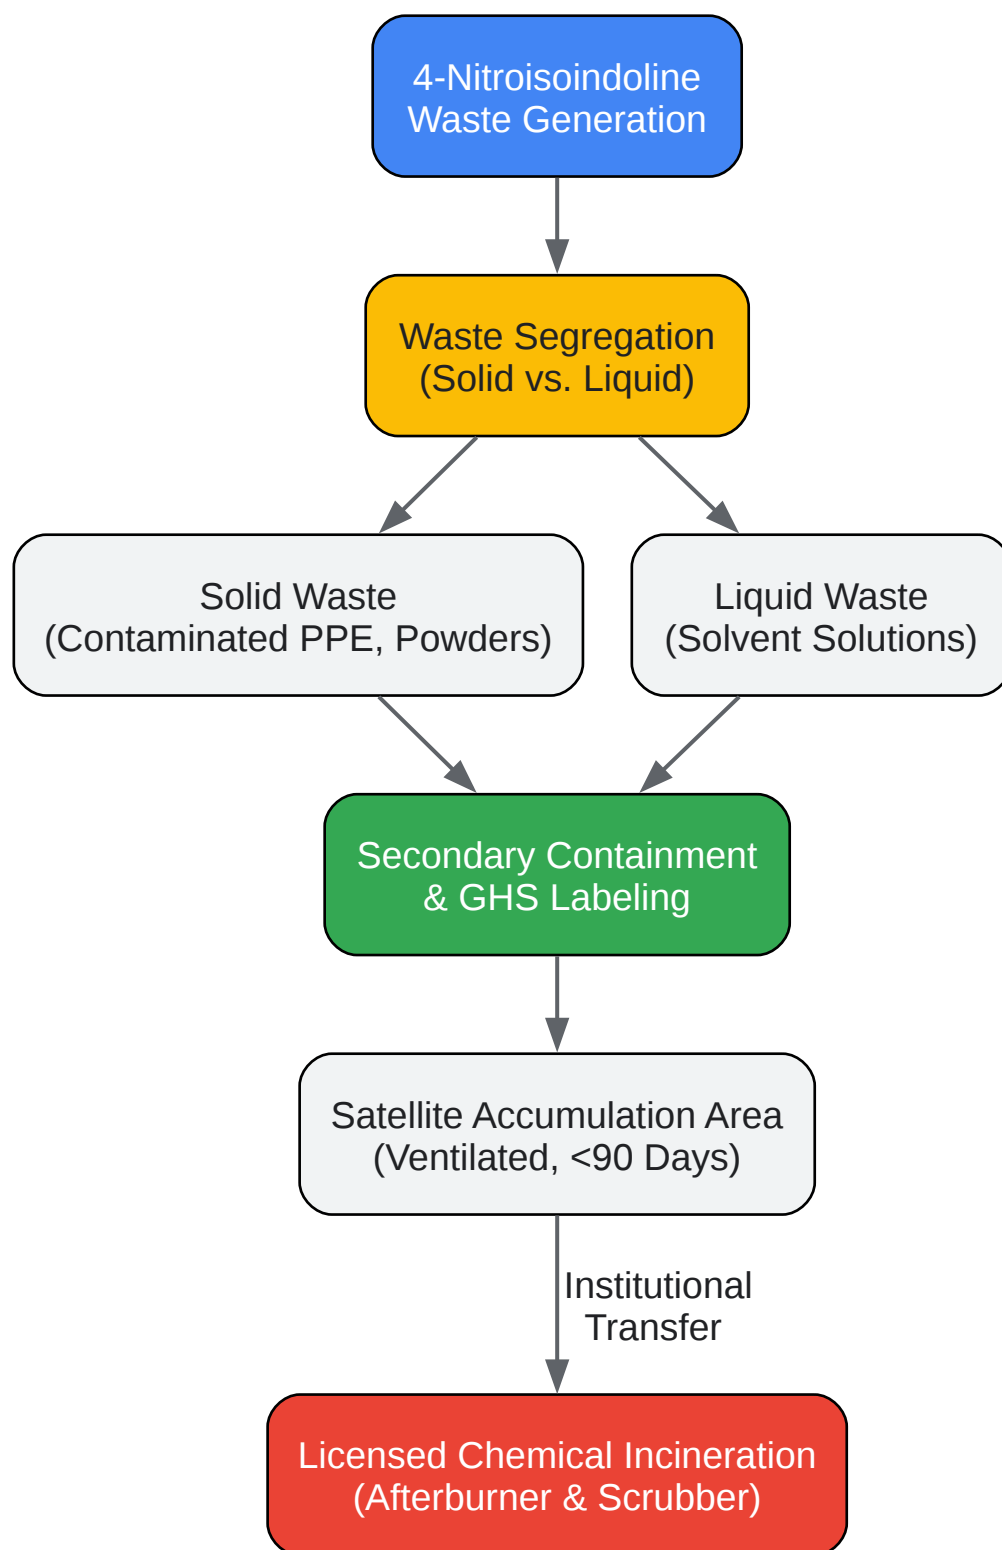 4-Nitroisoindoline
Waste Generation
Waste Segregation
(Solid vs. Liquid)
Solid Waste
(Contaminated PPE, Powders)
Liquid Waste
(Solvent Solutions)
Secondary Containment
& GHS Labeling
Satellite Accumulation Area
(Ventilated, <90 Days)
Institutional
Transfer
Licensed Chemical Incineration
(Afterburner & Scrubber)